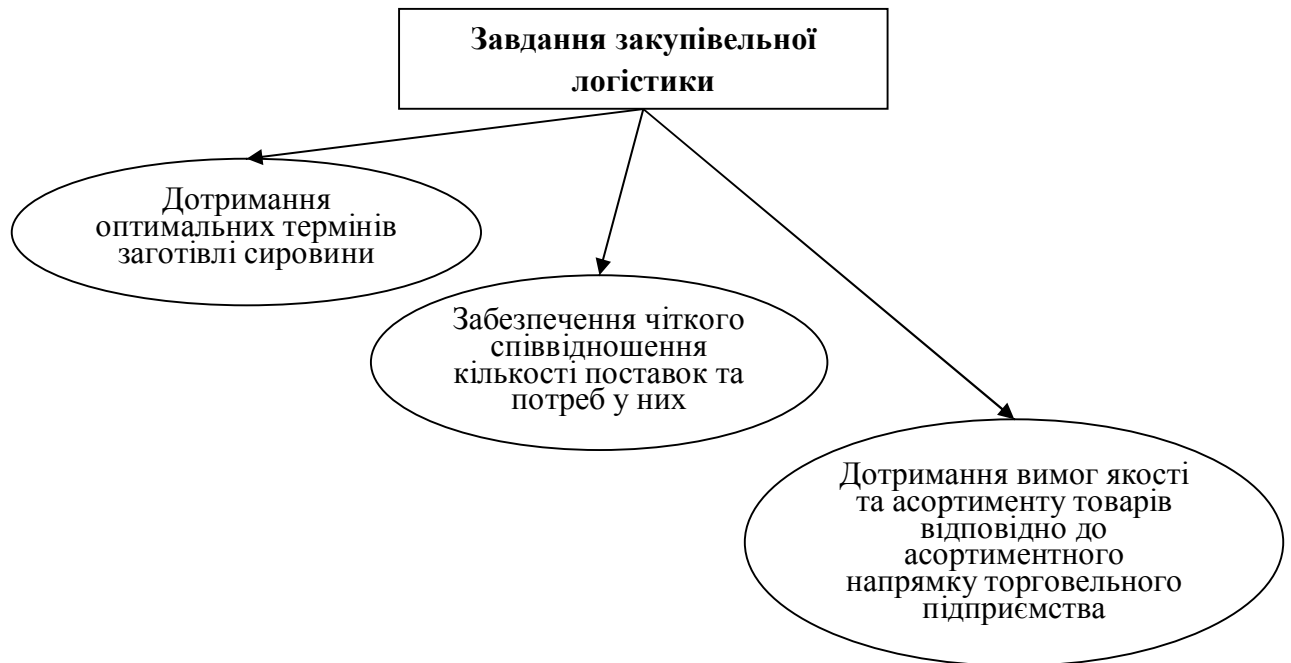 Завдання закупівельної
логістики
Дотримання
оптимальних термінів
заготівлі сировини
Забезпечення чіткого
співвідношення
кількості поставок та
потреб у них
Дотримання вимог якості
та асортименту товарів
відповідно до
асортиментного
напрямку торговельного
підприємства